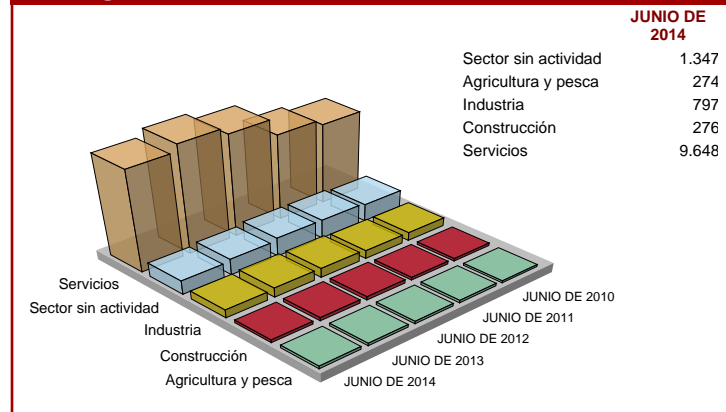 JUNIO DE
2014
Sector sin actividad 1.347
Agricultura y pesca 274
Industria 797
Construcción 276
Servicios 9.648
Servicios
Sector sin actividad
Industria
Construcción
Agricultura y pesca
JUNIO DE 2010
JUNIO DE 2011
JUNIO DE 2012
JUNIO DE 2013
JUNIO DE 2014